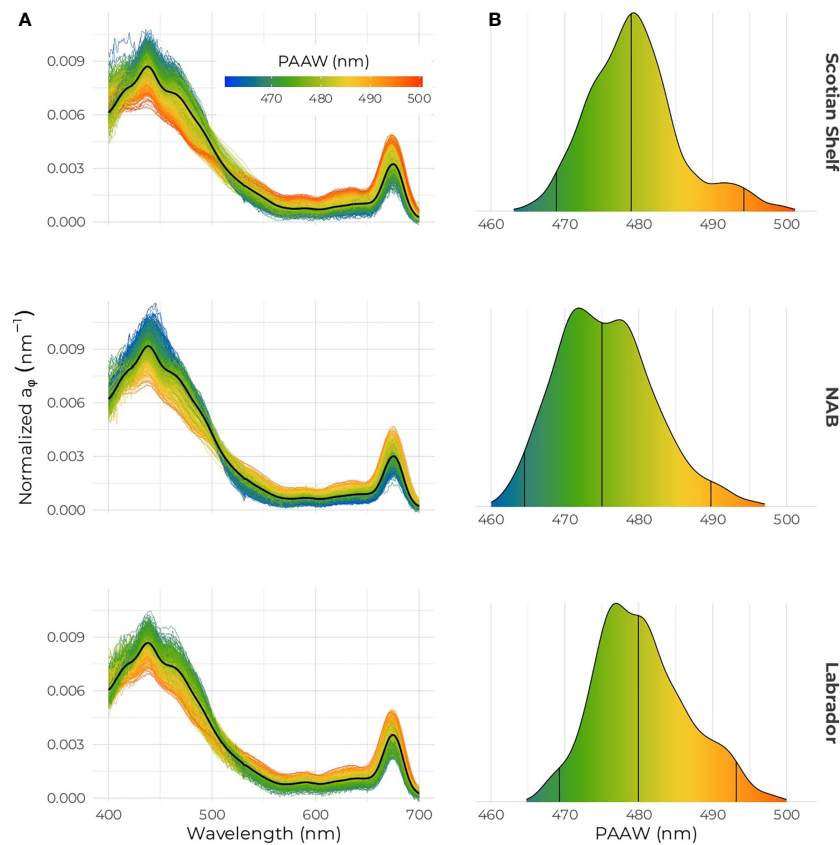 A
B
PAAW (nm)
470 480 490 500
0.009
0.006
0.003
0.000
460 470 480 490 500
Scotian Shelf
Normalized aφ (nm⁻¹)
0.009
0.006
0.003
0.000
460 470 480 490 500
NAB
0.009
0.006
0.003
0.000
400 500 600 700
Wavelength (nm)
460 470 480 490 500
PAAW (nm)
Labrador